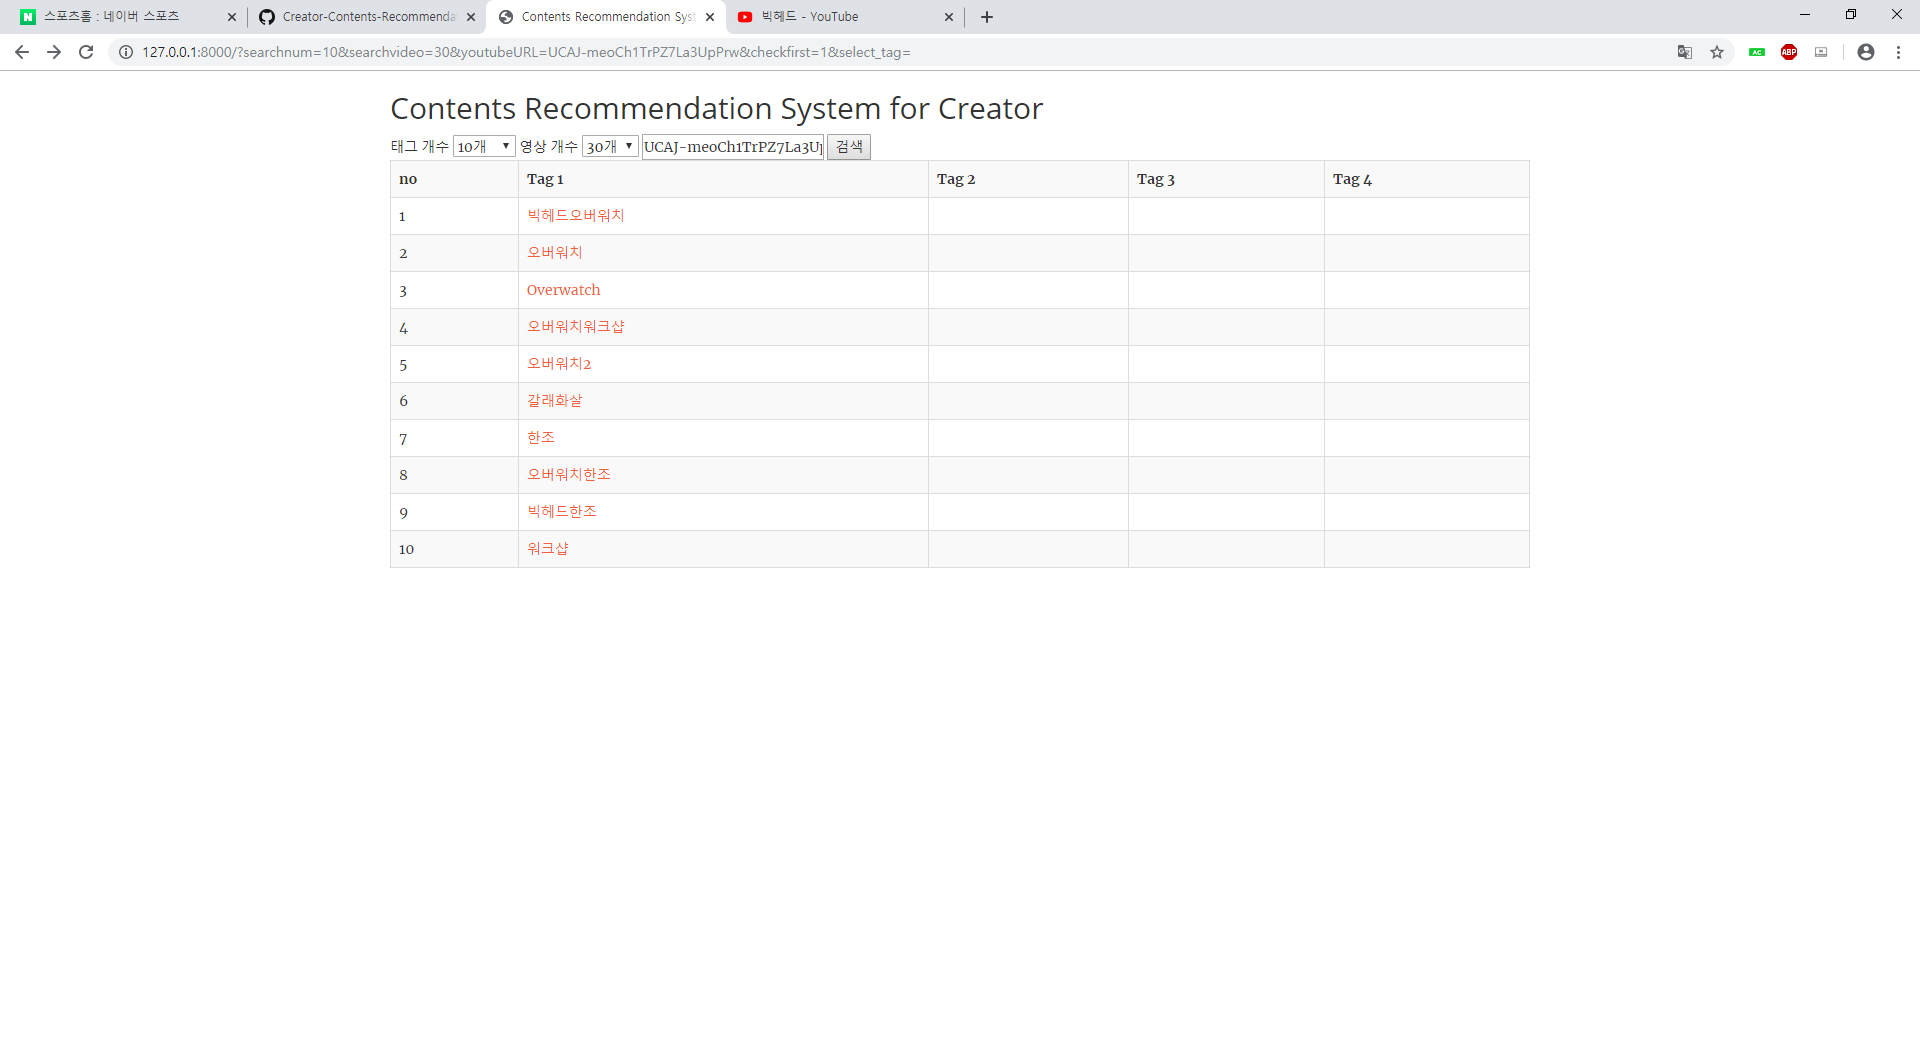 스포츠홈 : 네이버 스포츠
Creator-Contents-Recommenda
Contents Recommendation Syst
빅헤드 - YouTube
127.0.0.1:8000/?searchnum=10&searchvideo=30&youtubeURL=UCAJ-meoCh1TrPZ7La3UpPrw&checkfirst=1&select_tag=
AC
ABP
Contents Recommendation System for Creator
태그 개수 10개 영상 개수 30개 UCAJ-meoCh1TrPZ7La3Up 검색
no Tag 1 Tag 2 Tag 3 Tag 4
1 빅헤드오버워치
2 오버워치
3 Overwatch
4 오버워치워크샵
5 오버워치2
6 갈래화살
7 한조
8 오버워치한조
9 빅헤드한조
10 워크샵